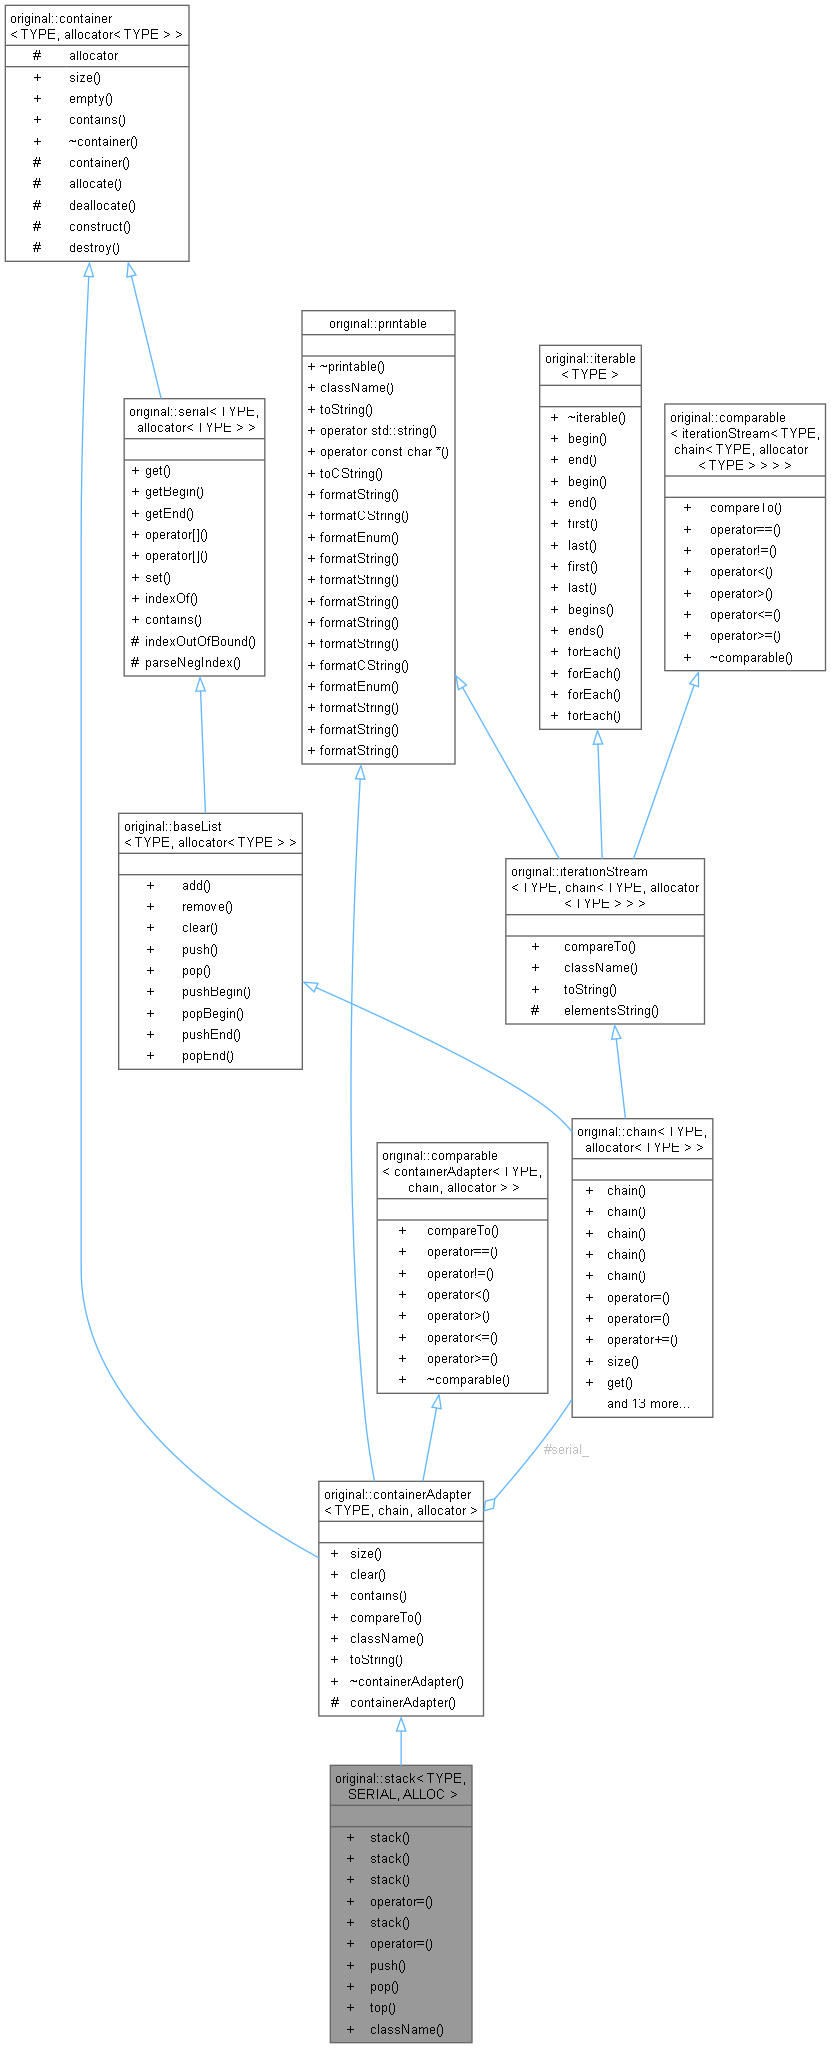 original::container
< TYPE, allocator< TYPE > >
# allocator
+ size()
+ empty()
+ contains()
+ ~container()
# container()
# allocate()
# deallocate()
# construct()
# destroy()
original::serial< TYPE,
allocator< TYPE > >
+ get()
+ getBegin()
+ getEnd()
+ operator[]()
+ operator[]()
+ set()
+ indexOf()
+ contains()
# indexOutOfBound()
# parseNegIndex()
original::printable
+ ~printable()
+ className()
+ toString()
+ operator std::string()
+ operator const char *()
+ toCString()
+ formatString()
+ formatCString()
+ formatEnum()
+ formatString()
+ formatString()
+ formatString()
+ formatString()
+ formatString()
+ formatCString()
+ formatEnum()
+ formatString()
+ formatString()
+ formatString()
original::iterable
< TYPE >
+ ~iterable()
+ begin()
+ end()
+ begin()
+ end()
+ first()
+ last()
+ first()
+ last()
+ begins()
+ ends()
+ forEach()
+ forEach()
+ forEach()
+ forEach()
original::comparable
< iterationStream< TYPE,
chain< TYPE, allocator
< TYPE > > > >
+ compareTo()
+ operator==()
+ operator!=()
+ operator<()
+ operator>()
+ operator<=()
+ operator>=()
+ ~comparable()
original::baseList
< TYPE, allocator< TYPE > >
+ add()
+ remove()
+ clear()
+ push()
+ pop()
+ pushBegin()
+ popBegin()
+ pushEnd()
+ popEnd()
original::iterationStream
< TYPE, chain< TYPE, allocator
< TYPE > > >
+ compareTo()
+ className()
+ toString()
# elementsString()
original::chain< TYPE,
allocator< TYPE > >
+ chain()
+ chain()
+ chain()
+ chain()
+ chain()
+ operator=()
+ operator=()
+ operator+=()
+ size()
+ get()
and 13 more...
original::comparable
< containerAdapter< TYPE,
chain, allocator > >
+ compareTo()
+ operator==()
+ operator!=()
+ operator<()
+ operator>()
+ operator<=()
+ operator>=()
+ ~comparable()
#serial_
original::containerAdapter
< TYPE, chain, allocator >
+ size()
+ clear()
+ contains()
+ compareTo()
+ className()
+ toString()
+ ~containerAdapter()
# containerAdapter()
original::stack< TYPE,
SERIAL, ALLOC >
+ stack()
+ stack()
+ stack()
+ operator=()
+ stack()
+ operator=()
+ push()
+ pop()
+ top()
+ className()